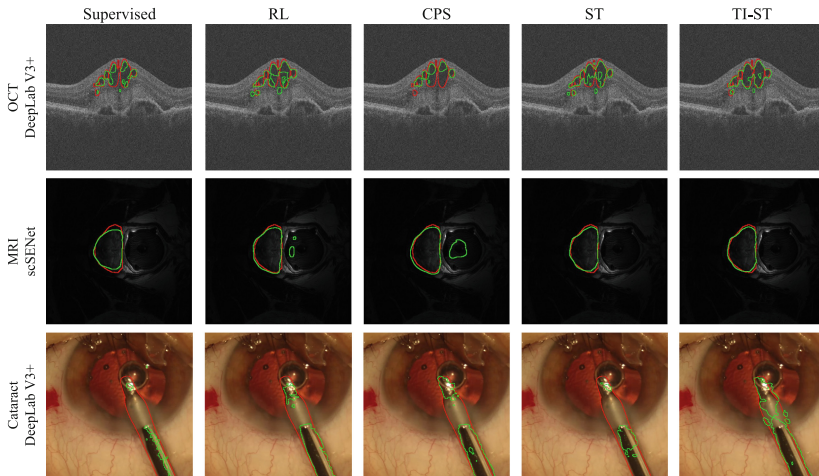 Supervised RL CPS ST TI-ST
OCT
DeepLab V3+
MRI
scSENet
Cataract
DeepLab V3+